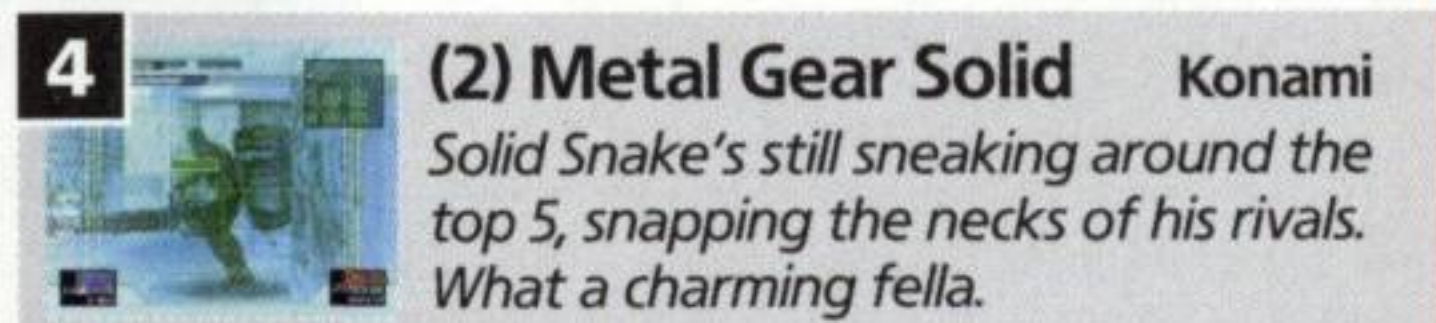 4
(2) Metal Gear Solid Konami
Solid Snake's still sneaking around the
top 5, snapping the necks of his rivals.
What a charming fella.